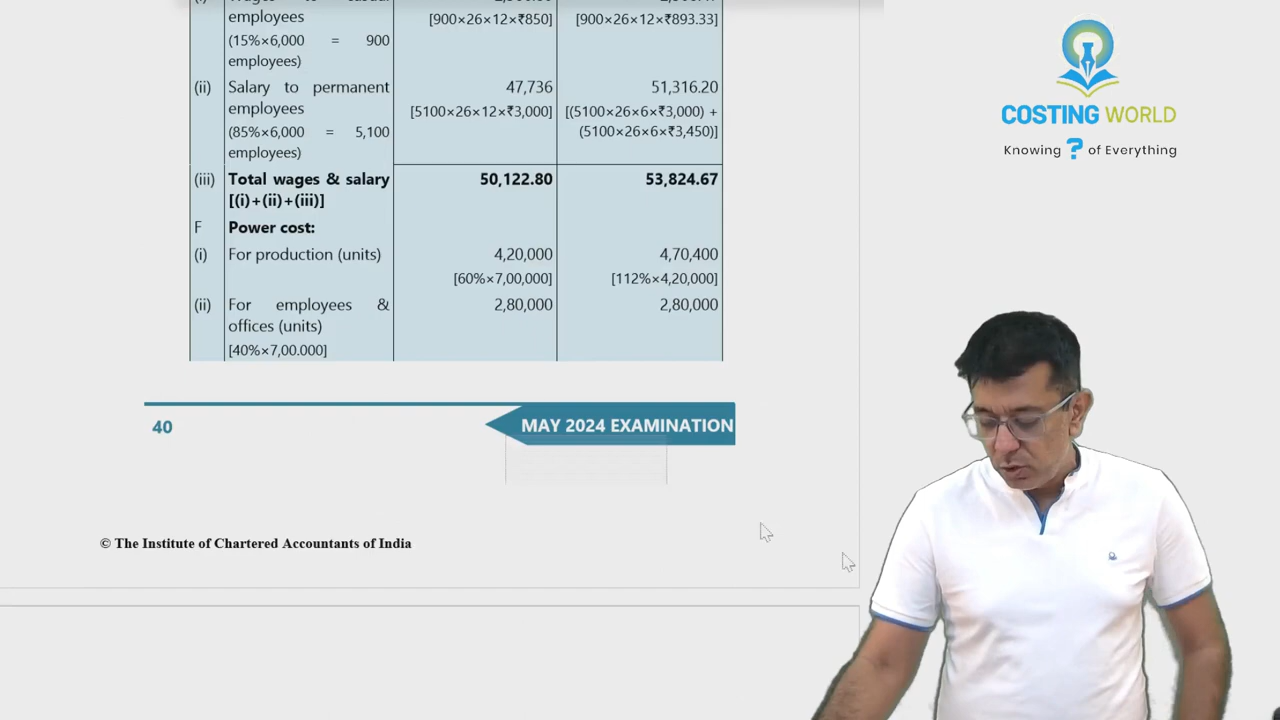 employees
[900×26×12×₹850]
[900×26×12×₹893.33]
(15%×6,000 = 900
employees)
(ii) Salary to permanent 47,736 51,316.20
employees [5100×26×12×₹3,000] [(5100×26×6×₹3,000) +
(85%×6,000 = 5,100 (5100×26×6×₹3,450)]
employees)
(iii) Total wages & salary 50,122.80 53,824.67
[(i)+(ii)+(iii)]
F Power cost:
(i) For production (units) 4,20,000 4,70,400
[60%×7,00,000] [112%×4,20,000]
(ii) For employees & 2,80,000 2,80,000
offices (units)
[40%×7,00.000]
40
MAY 2024 EXAMINATION
© The Institute of Chartered Accountants of India
COSTING WORLD
Knowing ? of Everything